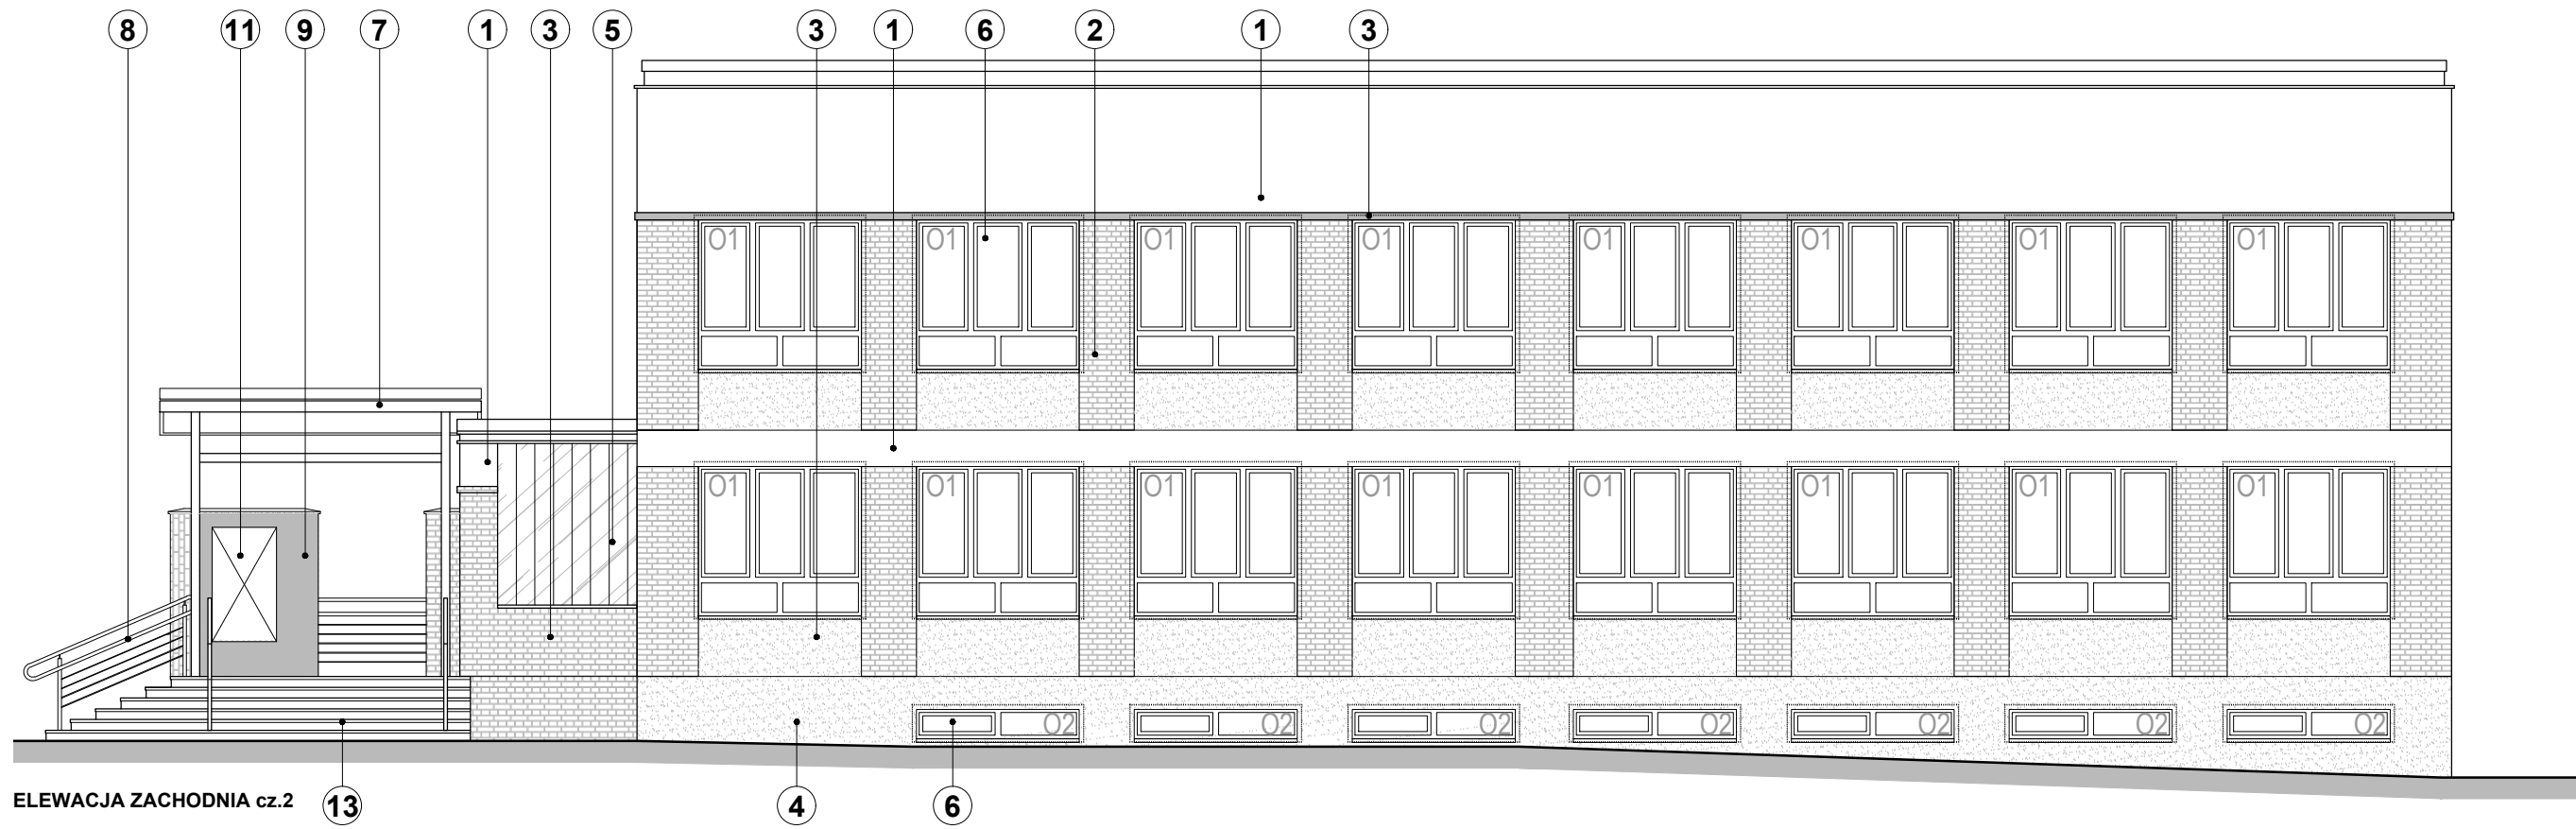 8 11 9 7 1 3 5 3 1 6 2 1 3
O1 O1 O1 O1 O1 O1 O1 O1
O1 O1 O1 O1 O1 O1 O1 O1
O2 O2 O2 O2 O2 O2 O2
ELEWACJA ZACHODNIA cz.2 13 4 6